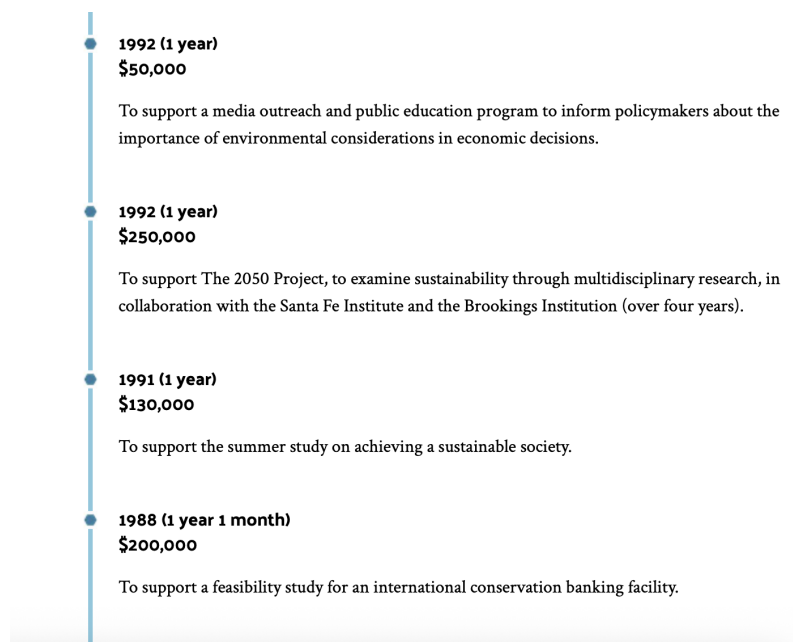 1992 (1 year)
$50,000
To support a media outreach and public education program to inform policymakers about the
importance of environmental considerations in economic decisions.
1992 (1 year)
$250,000
To support The 2050 Project, to examine sustainability through multidisciplinary research, in
collaboration with the Santa Fe Institute and the Brookings Institution (over four years).
1991 (1 year)
$130,000
To support the summer study on achieving a sustainable society.
1988 (1 year 1 month)
$200,000
To support a feasibility study for an international conservation banking facility.